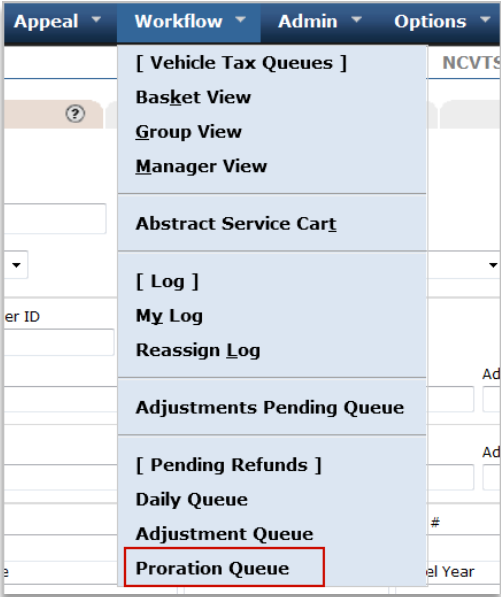 Appeal Workflow Admin Options
[ Vehicle Tax Queues ]
NCVTS
Basket View
?
Group View
Manager View
Abstract Service Cart
[ Log ]
er ID
My Log
Reassign Log
Ad
Adjustments Pending Queue
Ad
[ Pending Refunds ]
Daily Queue
#
Adjustment Queue
Proration Queue
el Year